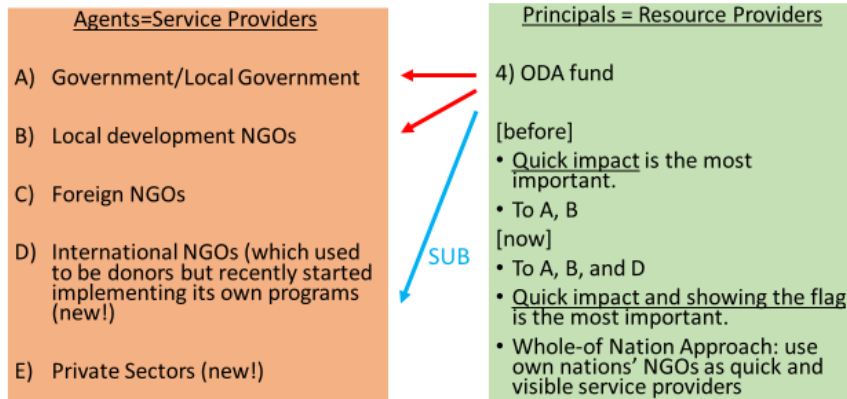 Agents=Service Providers
A) Government/Local Government
B) Local development NGOs
C) Foreign NGOs
D) International NGOs (which used
to be donors but recently started
implementing its own programs
(new!)
E) Private Sectors (new!)
SUB
Principals = Resource Providers
4) ODA fund
[before]
• Quick impact is the most
important.
• To A, B
[now]
• To A, B, and D
• Quick impact and showing the flag
is the most important.
• Whole-of Nation Approach: use
own nations’ NGOs as quick and
visible service providers